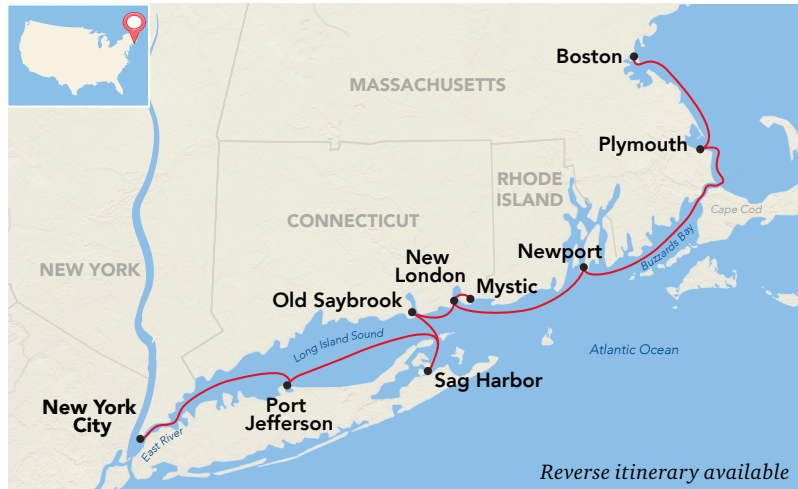 Boston
MASSACHUSETTS
Plymouth
RHODE
ISLAND
Cape Cod
CONNECTICUT
Buzzards Bay
Newport
NEW YORK
New
London
Mystic
Old Saybrook
Long Island Sound
Atlantic Ocean
Sag Harbor
Port
Jefferson
New York
City
East River
Reverse itinerary available